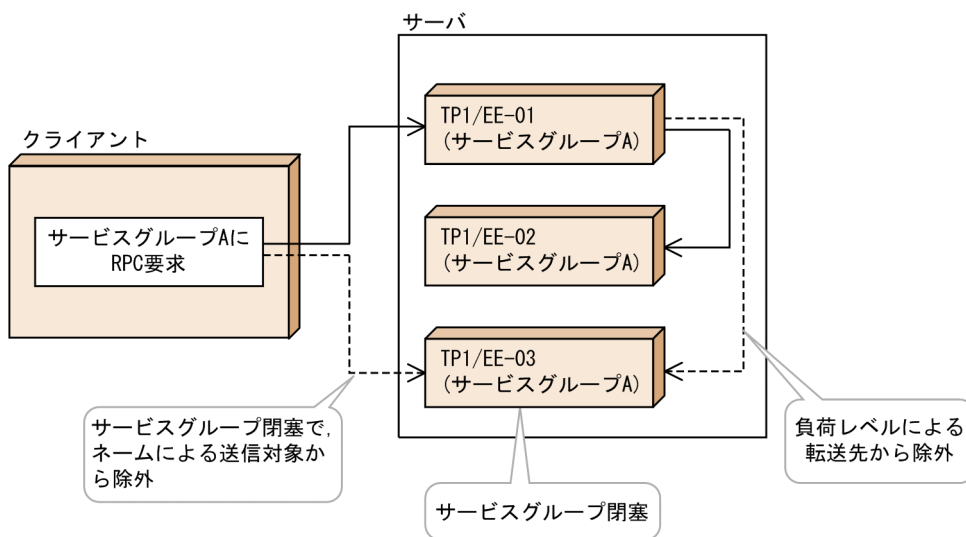 サーバ
TP1/EE-01
(サービスグループA)
クライアント
サービスグループAに
RPC要求
TP1/EE-02
(サービスグループA)
TP1/EE-03
(サービスグループA)
サービスグループ閉塞で,
ネームによる送信対象か
ら除外
負荷レベルによる
転送先から除外
サービスグループ閉塞